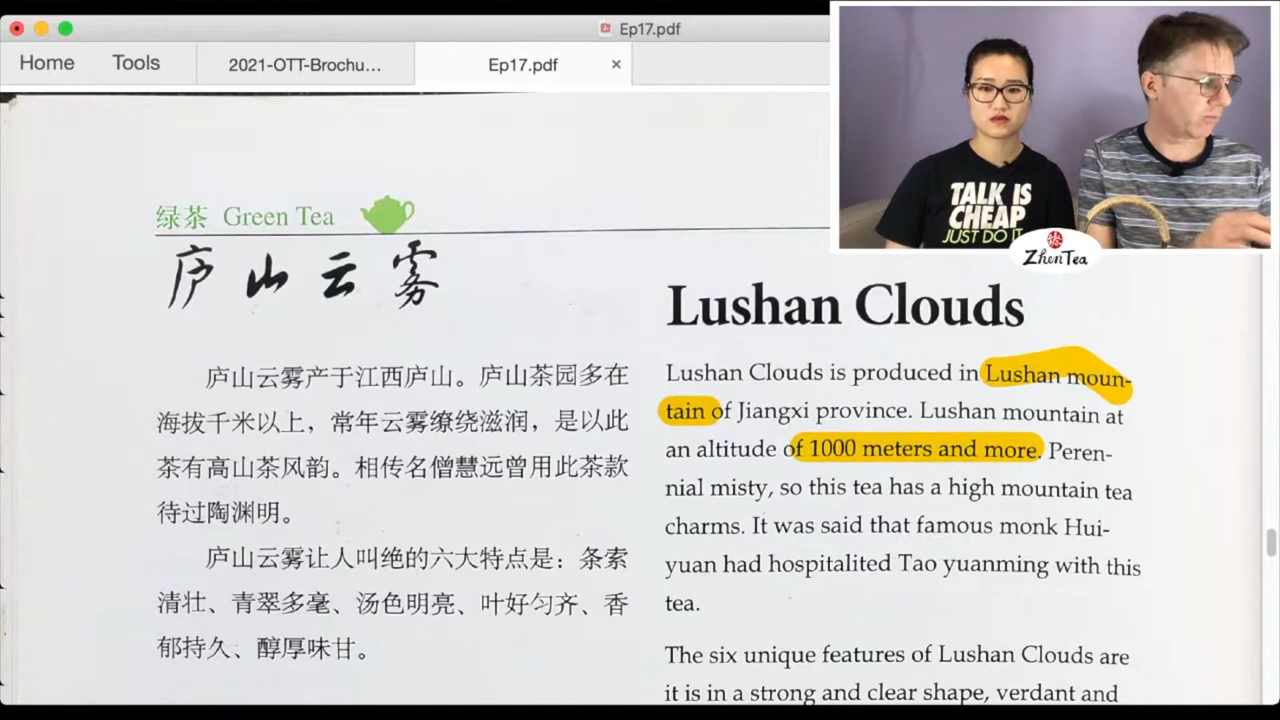 Ep17.pdf
Home
Tools
2021-OTT-Brochu...
Ep17.pdf
×
绿茶 Green Tea
庐山云雾
庐山云雾产于江西庐山。庐山茶园多在
海拔千米以上，常年云雾缭绕滋润，是以此
茶有高山茶风韵。相传名僧慧远曾用此茶款
待过陶渊明。
庐山云雾让人叫绝的六大特点是：条索
清壮、青翠多毫、汤色明亮、叶好匀齐、香
郁持久、醇厚味甘。
Lushan Clouds
Lushan Clouds is produced in Lushan moun-
tain of Jiangxi province. Lushan mountain at
an altitude of 1000 meters and more. Peren-
nial misty, so this tea has a high mountain tea
charms. It was said that famous monk Hui-
yuan had hospitalited Tao yuanming with this
tea.
The six unique features of Lushan Clouds are
it is in a strong and clear shape, verdant and
TALK IS
CHEAP
JUST DO IT
ZhenTea